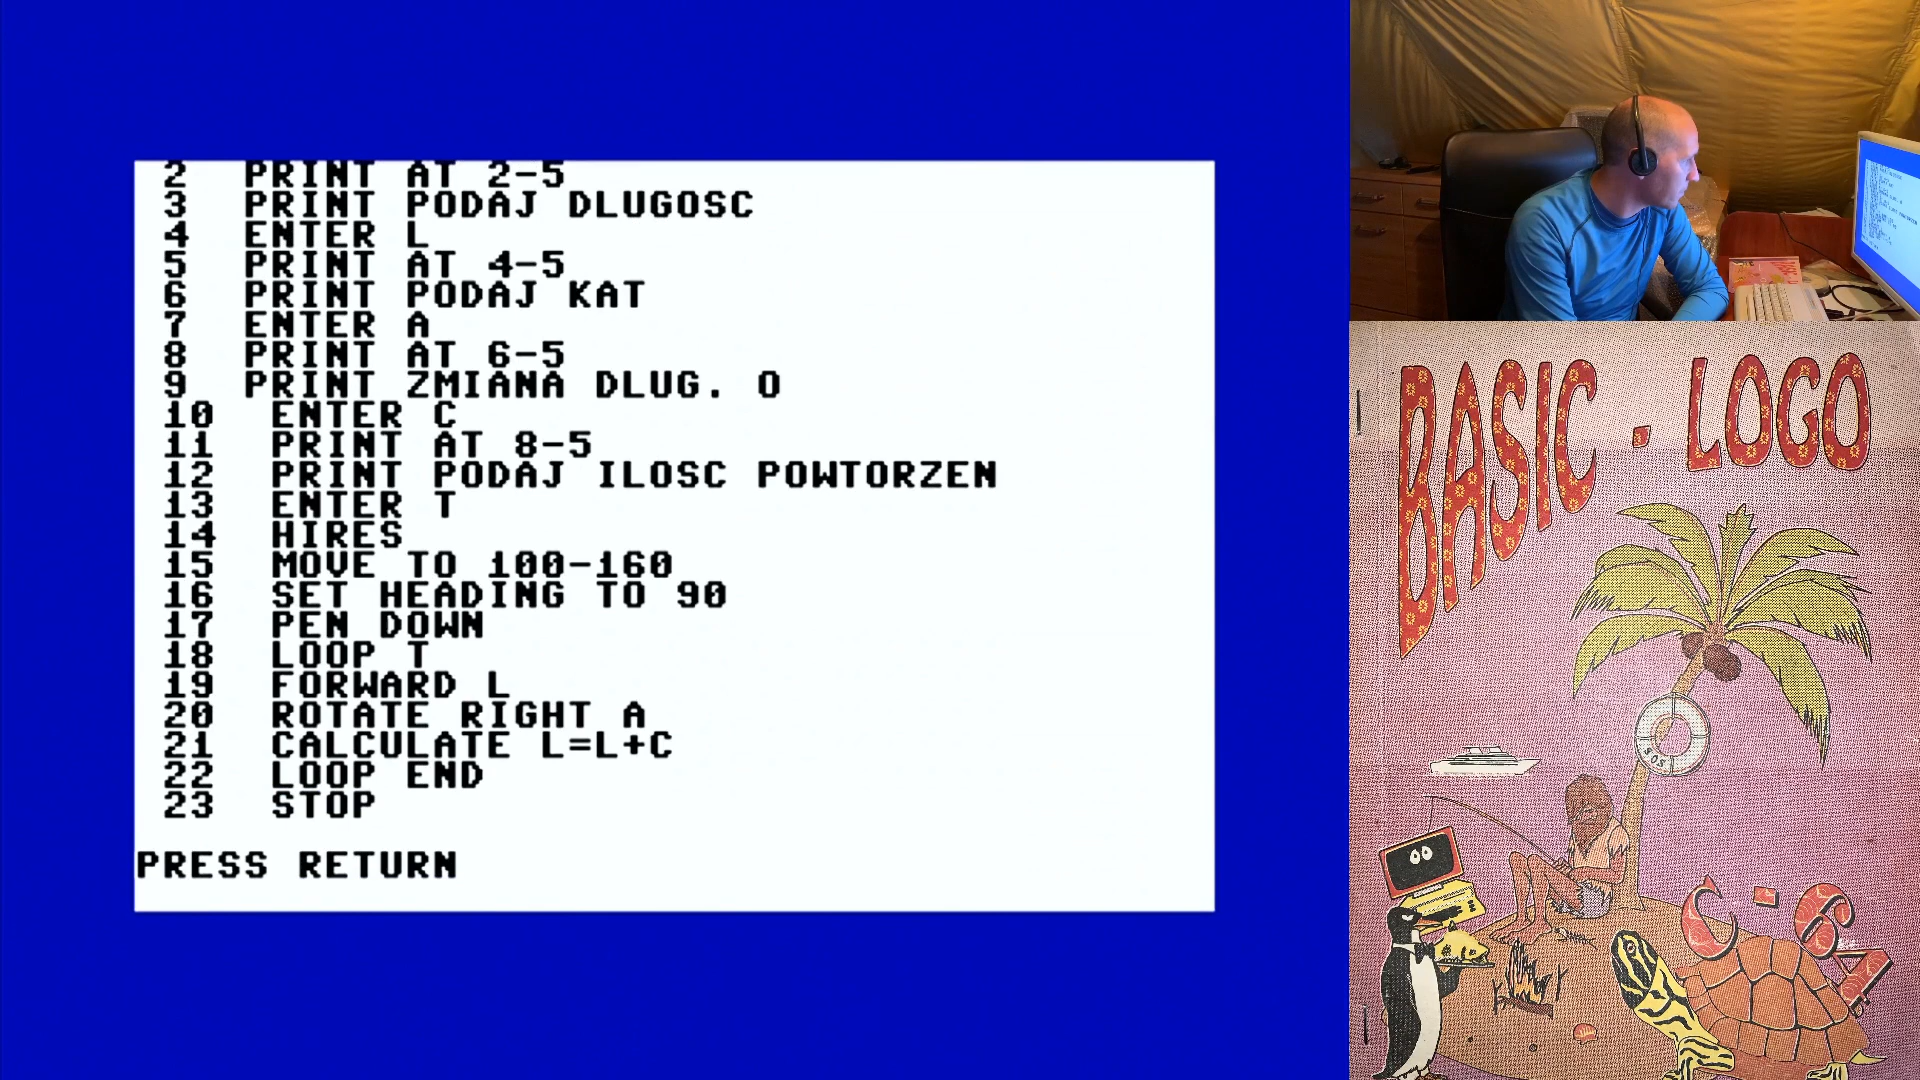 2 PRINT AT 2-5
3 PRINT PODAJ DLUGOSC
4 ENTER L
5 PRINT AT 4-5
6 PRINT PODAJ KAT
7 ENTER A
8 PRINT AT 6-5
9 PRINT ZMIANA DLUG. O
10 ENTER C
11 PRINT AT 8-5
12 PRINT PODAJ ILOSC POWTORZEN
13 ENTER T
14 HIRES
15 MOVE TO 100-160
16 SET HEADING TO 90
17 PEN DOWN
18 LOOP T
19 FORWARD L
20 ROTATE RIGHT A
21 CALCULATE L=L+C
22 LOOP END
23 STOP
PRESS RETURN
BASIC - LOGO
SOS
C-64